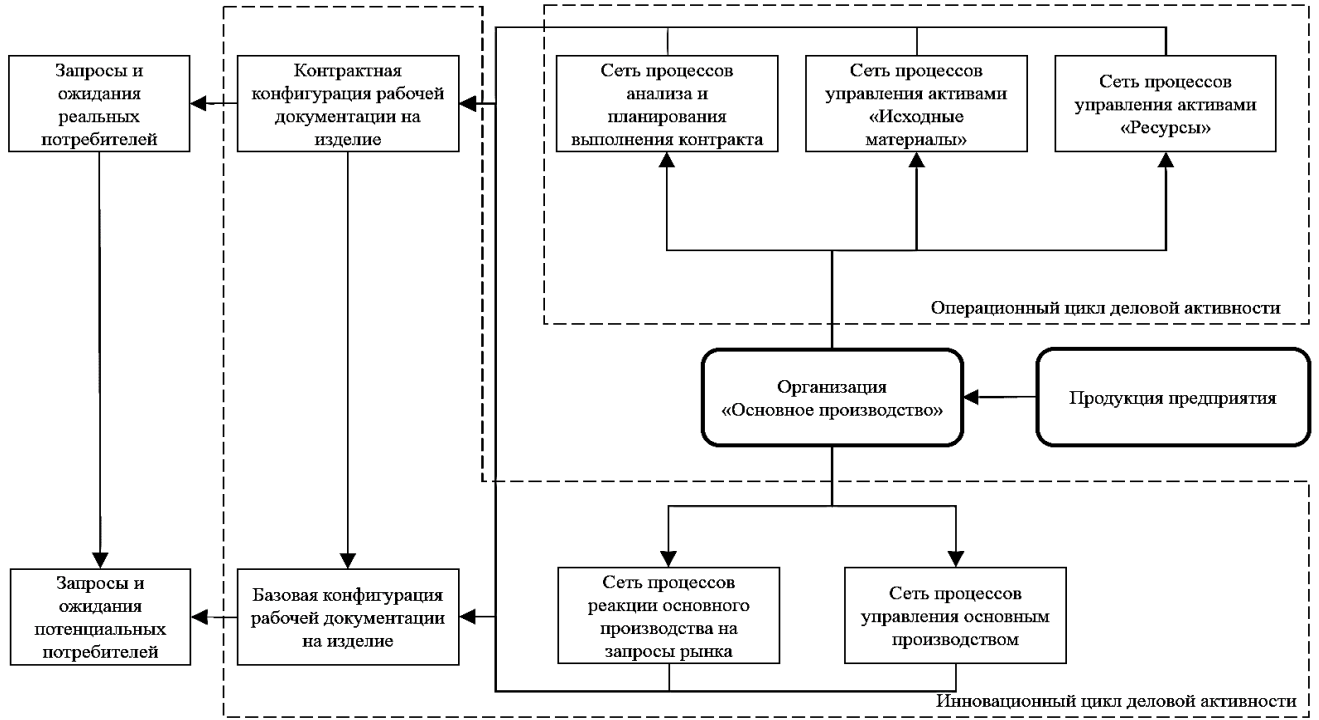 Запросы и
ожидания
реальных
потребителей
Контрактная
конфигурация рабочей
документации на
изделие
Сеть процессов
анализа и
планирования
выполнения контракта
Сеть процессов
управления активами
«Исходные
материалы»
Сеть процессов
управления активами
«Ресурсы»
Операционный цикл деловой активности
Организация
«Основное производство»
Продукция предприятия
Запросы и
ожидания
потенциальных
потребителей
Базовая конфигурация
рабочей документации
на изделие
Сеть процессов
реакции основного
производства на
запросы рынка
Сеть процессов
управления основным
производством
Инновационный цикл деловой активности